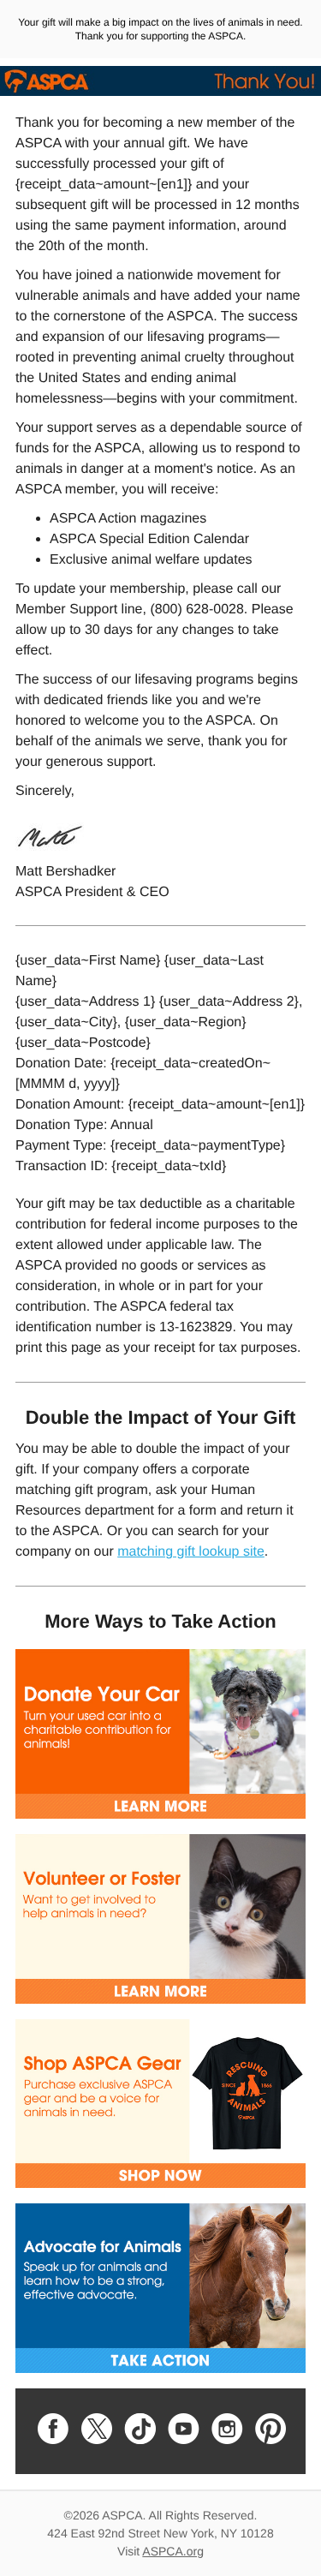 Your gift will make a big impact on the lives of animals in need.
Thank you for supporting the ASPCA.
ASPCA
Thank You!
Thank you for becoming a new member of the
ASPCA with your annual gift. We have
successfully processed your gift of
{receipt_data~amount~[en1]} and your
subsequent gift will be processed in 12 months
using the same payment information, around
the 20th of the month.
You have joined a nationwide movement for
vulnerable animals and have added your name
to the cornerstone of the ASPCA. The success
and expansion of our lifesaving programs—
rooted in preventing animal cruelty throughout
the United States and ending animal
homelessness—begins with your commitment.
Your support serves as a dependable source of
funds for the ASPCA, allowing us to respond to
animals in danger at a moment's notice. As an
ASPCA member, you will receive:
• ASPCA Action magazines
• ASPCA Special Edition Calendar
• Exclusive animal welfare updates
To update your membership, please call our
Member Support line, (800) 628-0028. Please
allow up to 30 days for any changes to take
effect.
The success of our lifesaving programs begins
with dedicated friends like you and we're
honored to welcome you to the ASPCA. On
behalf of the animals we serve, thank you for
your generous support.
Sincerely,
Matt
Matt Bershadker
ASPCA President & CEO
{user_data~First Name} {user_data~Last
Name}
{user_data~Address 1} {user_data~Address 2},
{user_data~City}, {user_data~Region}
{user_data~Postcode}
Donation Date: {receipt_data~createdOn~
[MMMM d, yyyy]}
Donation Amount: {receipt_data~amount~[en1]}
Donation Type: Annual
Payment Type: {receipt_data~paymentType}
Transaction ID: {receipt_data~txId}
Your gift may be tax deductible as a charitable
contribution for federal income purposes to the
extent allowed under applicable law. The
ASPCA provided no goods or services as
consideration, in whole or in part for your
contribution. The ASPCA federal tax
identification number is 13-1623829. You may
print this page as your receipt for tax purposes.
Double the Impact of Your Gift
You may be able to double the impact of your
gift. If your company offers a corporate
matching gift program, ask your Human
Resources department for a form and return it
to the ASPCA. Or you can search for your
company on our matching gift lookup site.
More Ways to Take Action
Donate Your Car
Turn your used car into a
charitable contribution for
animals!
LEARN MORE
Volunteer or Foster
Want to get involved to
help animals in need?
LEARN MORE
Shop ASPCA Gear
Purchase exclusive ASPCA
gear and be a voice for
animals in need.
RESCUING
SINCE 1866
ANIMALS
ASPCA
SHOP NOW
Advocate for Animals
Speak up for animals and
learn how to be a strong,
effective advocate.
TAKE ACTION
©2026 ASPCA. All Rights Reserved.
424 East 92nd Street New York, NY 10128
Visit ASPCA.org